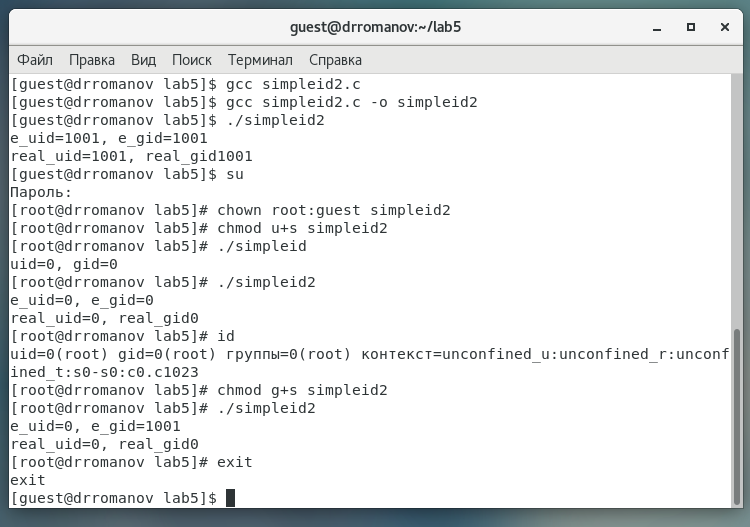 guest@drromanov:~/lab5
Файл Правка Вид Поиск Терминал Справка
[guest@drromanov lab5]$ gcc simpleid2.c
[guest@drromanov lab5]$ gcc simpleid2.c -o simpleid2
[guest@drromanov lab5]$ ./simpleid2
e_uid=1001, e_gid=1001
real_uid=1001, real_gid1001
[guest@drromanov lab5]$ su
Пароль:
[root@drromanov lab5]# chown root:guest simpleid2
[root@drromanov lab5]# chmod u+s simpleid2
[root@drromanov lab5]# ./simpleid
uid=0, gid=0
[root@drromanov lab5]# ./simpleid2
e_uid=0, e_gid=0
real_uid=0, real_gid0
[root@drromanov lab5]# id
uid=0(root) gid=0(root) группы=0(root) контекст=unconfined_u:unconfined_r:unconf
ined_t:s0-s0:c0.c1023
[root@drromanov lab5]# chmod g+s simpleid2
[root@drromanov lab5]# ./simpleid2
e_uid=0, e_gid=1001
real_uid=0, real_gid0
[root@drromanov lab5]# exit
exit
[guest@drromanov lab5]$